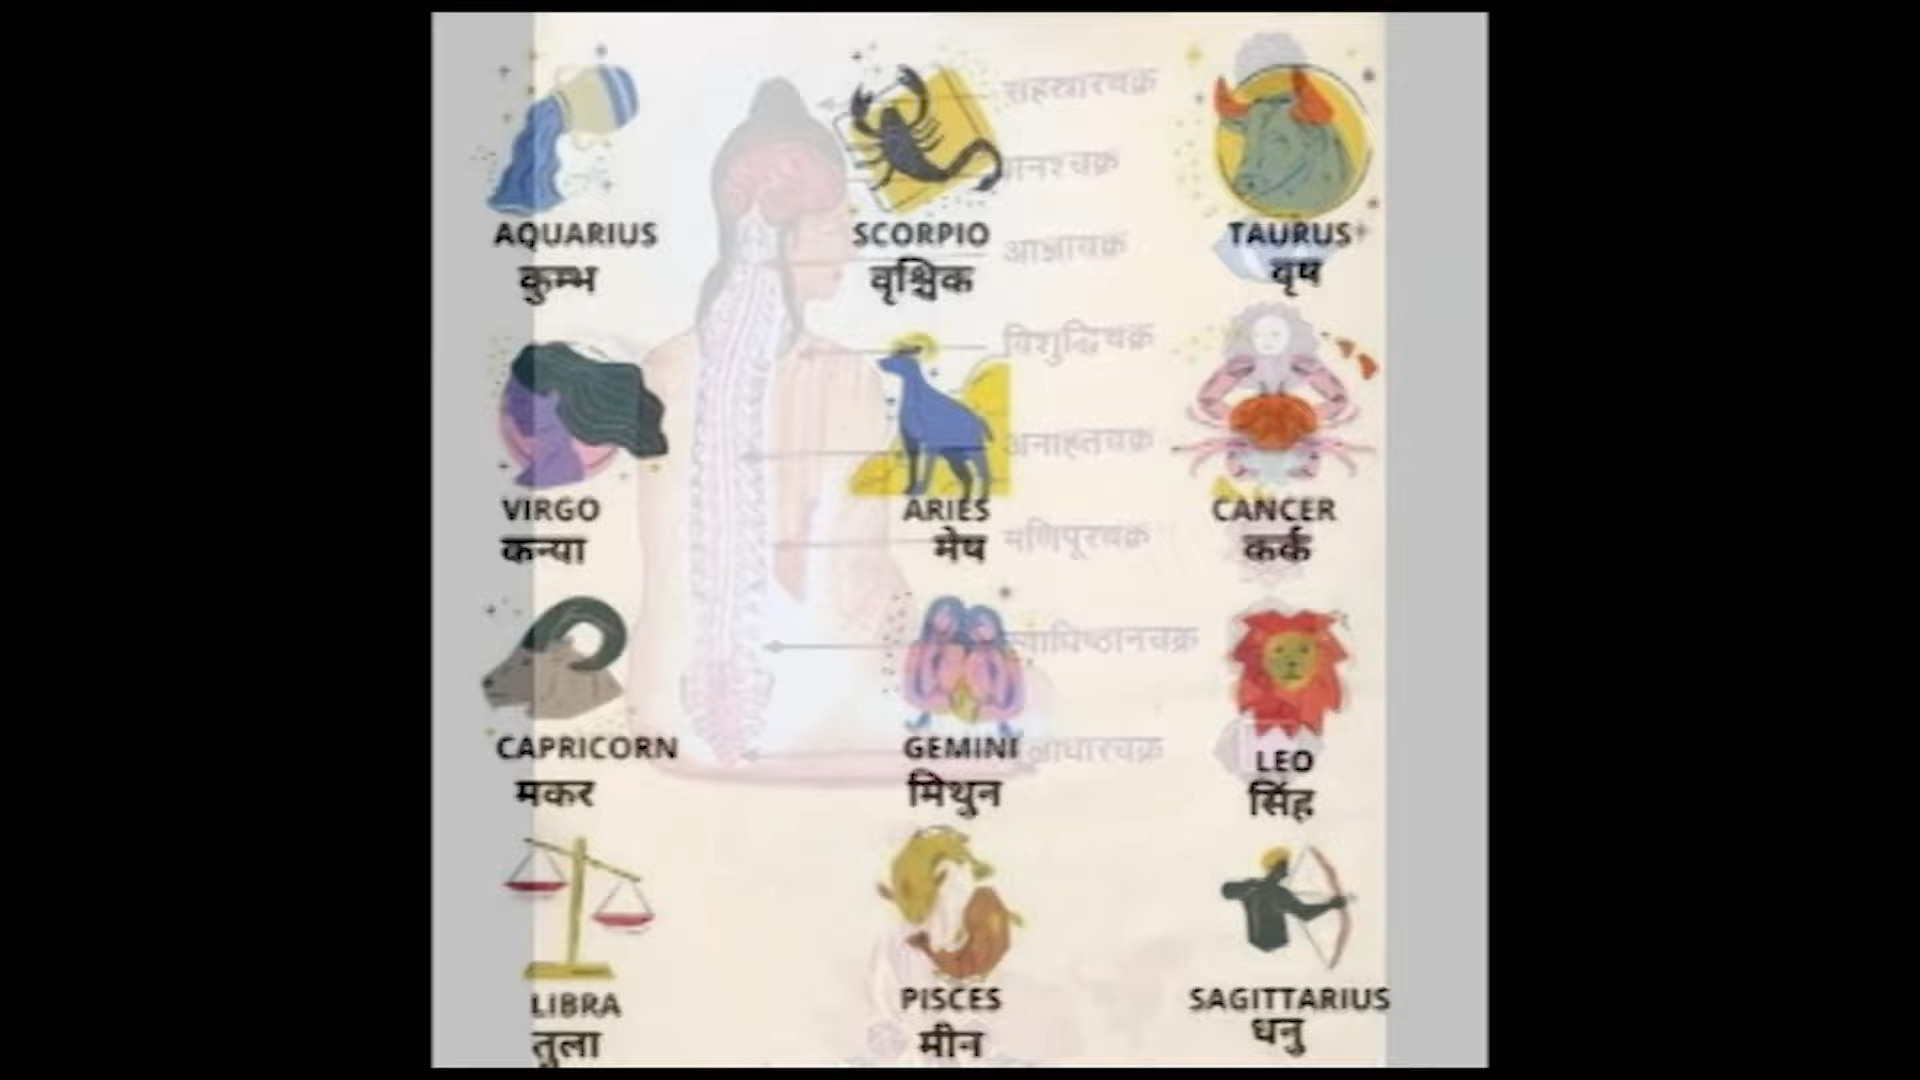 सहस्रारचक्र
AQUARIUS
कुम्भ
SCORPIO
वृश्चिक
आज्ञाचक्र
TAURUS
वृष
विशुद्धिचक्र
अनाहतचक्र
VIRGO
कन्या
ARIES
मेष
मणिपूरचक्र
CANCER
कर्क
CAPRICORN
मकर
GEMINI
मिथुन
LEO
सिंह
LIBRA
तुला
PISCES
मीन
SAGITTARIUS
धनु